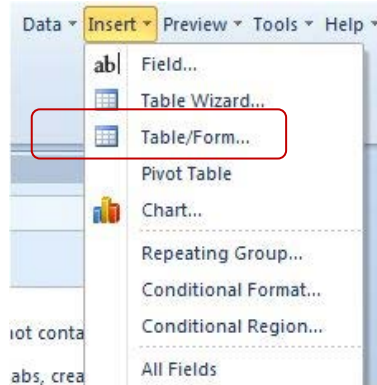 Data Insert Preview Tools Help
ab Field...
Table Wizard...
Table/Form...
Pivot Table
Chart...
Repeating Group...
Conditional Format...
not conta Conditional Region...
abs, crea All Fields